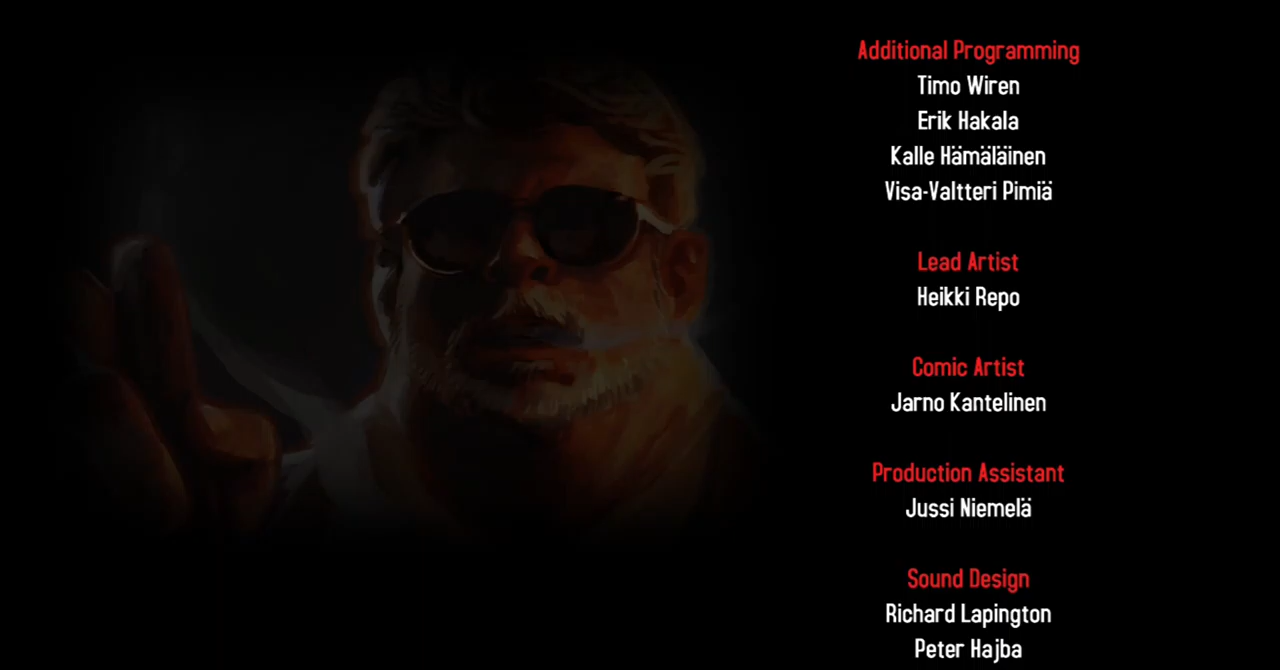 Additional Programming
Timo Wiren
Erik Hakala
Kalle Hämäläinen
Visa-Valtteri Pimiä
Lead Artist
Heikki Repo
Comic Artist
Jarno Kantelinen
Production Assistant
Jussi Niemelä
Sound Design
Richard Lapington
Peter Hajba